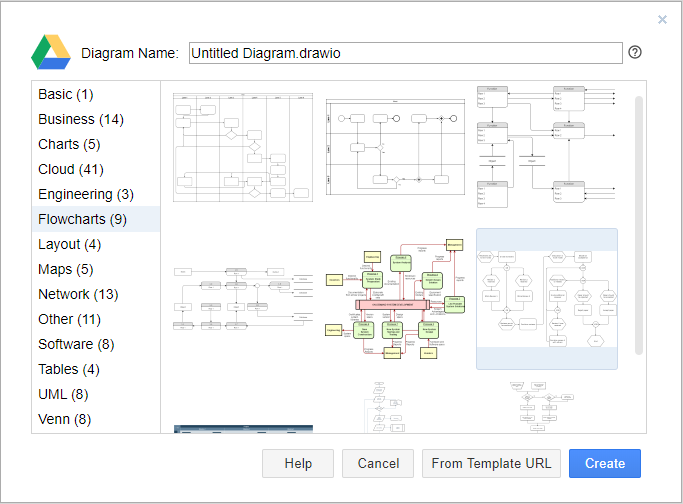 Diagram Name: Untitled Diagram.drawio
Basic (1)
Business (14)
Charts (5)
Cloud (41)
Engineering (3)
Flowcharts (9)
Layout (4)
Maps (5)
Network (13)
Other (11)
Software (8)
Tables (4)
UML (8)
Venn (8)
Help
Cancel
From Template URL
Create